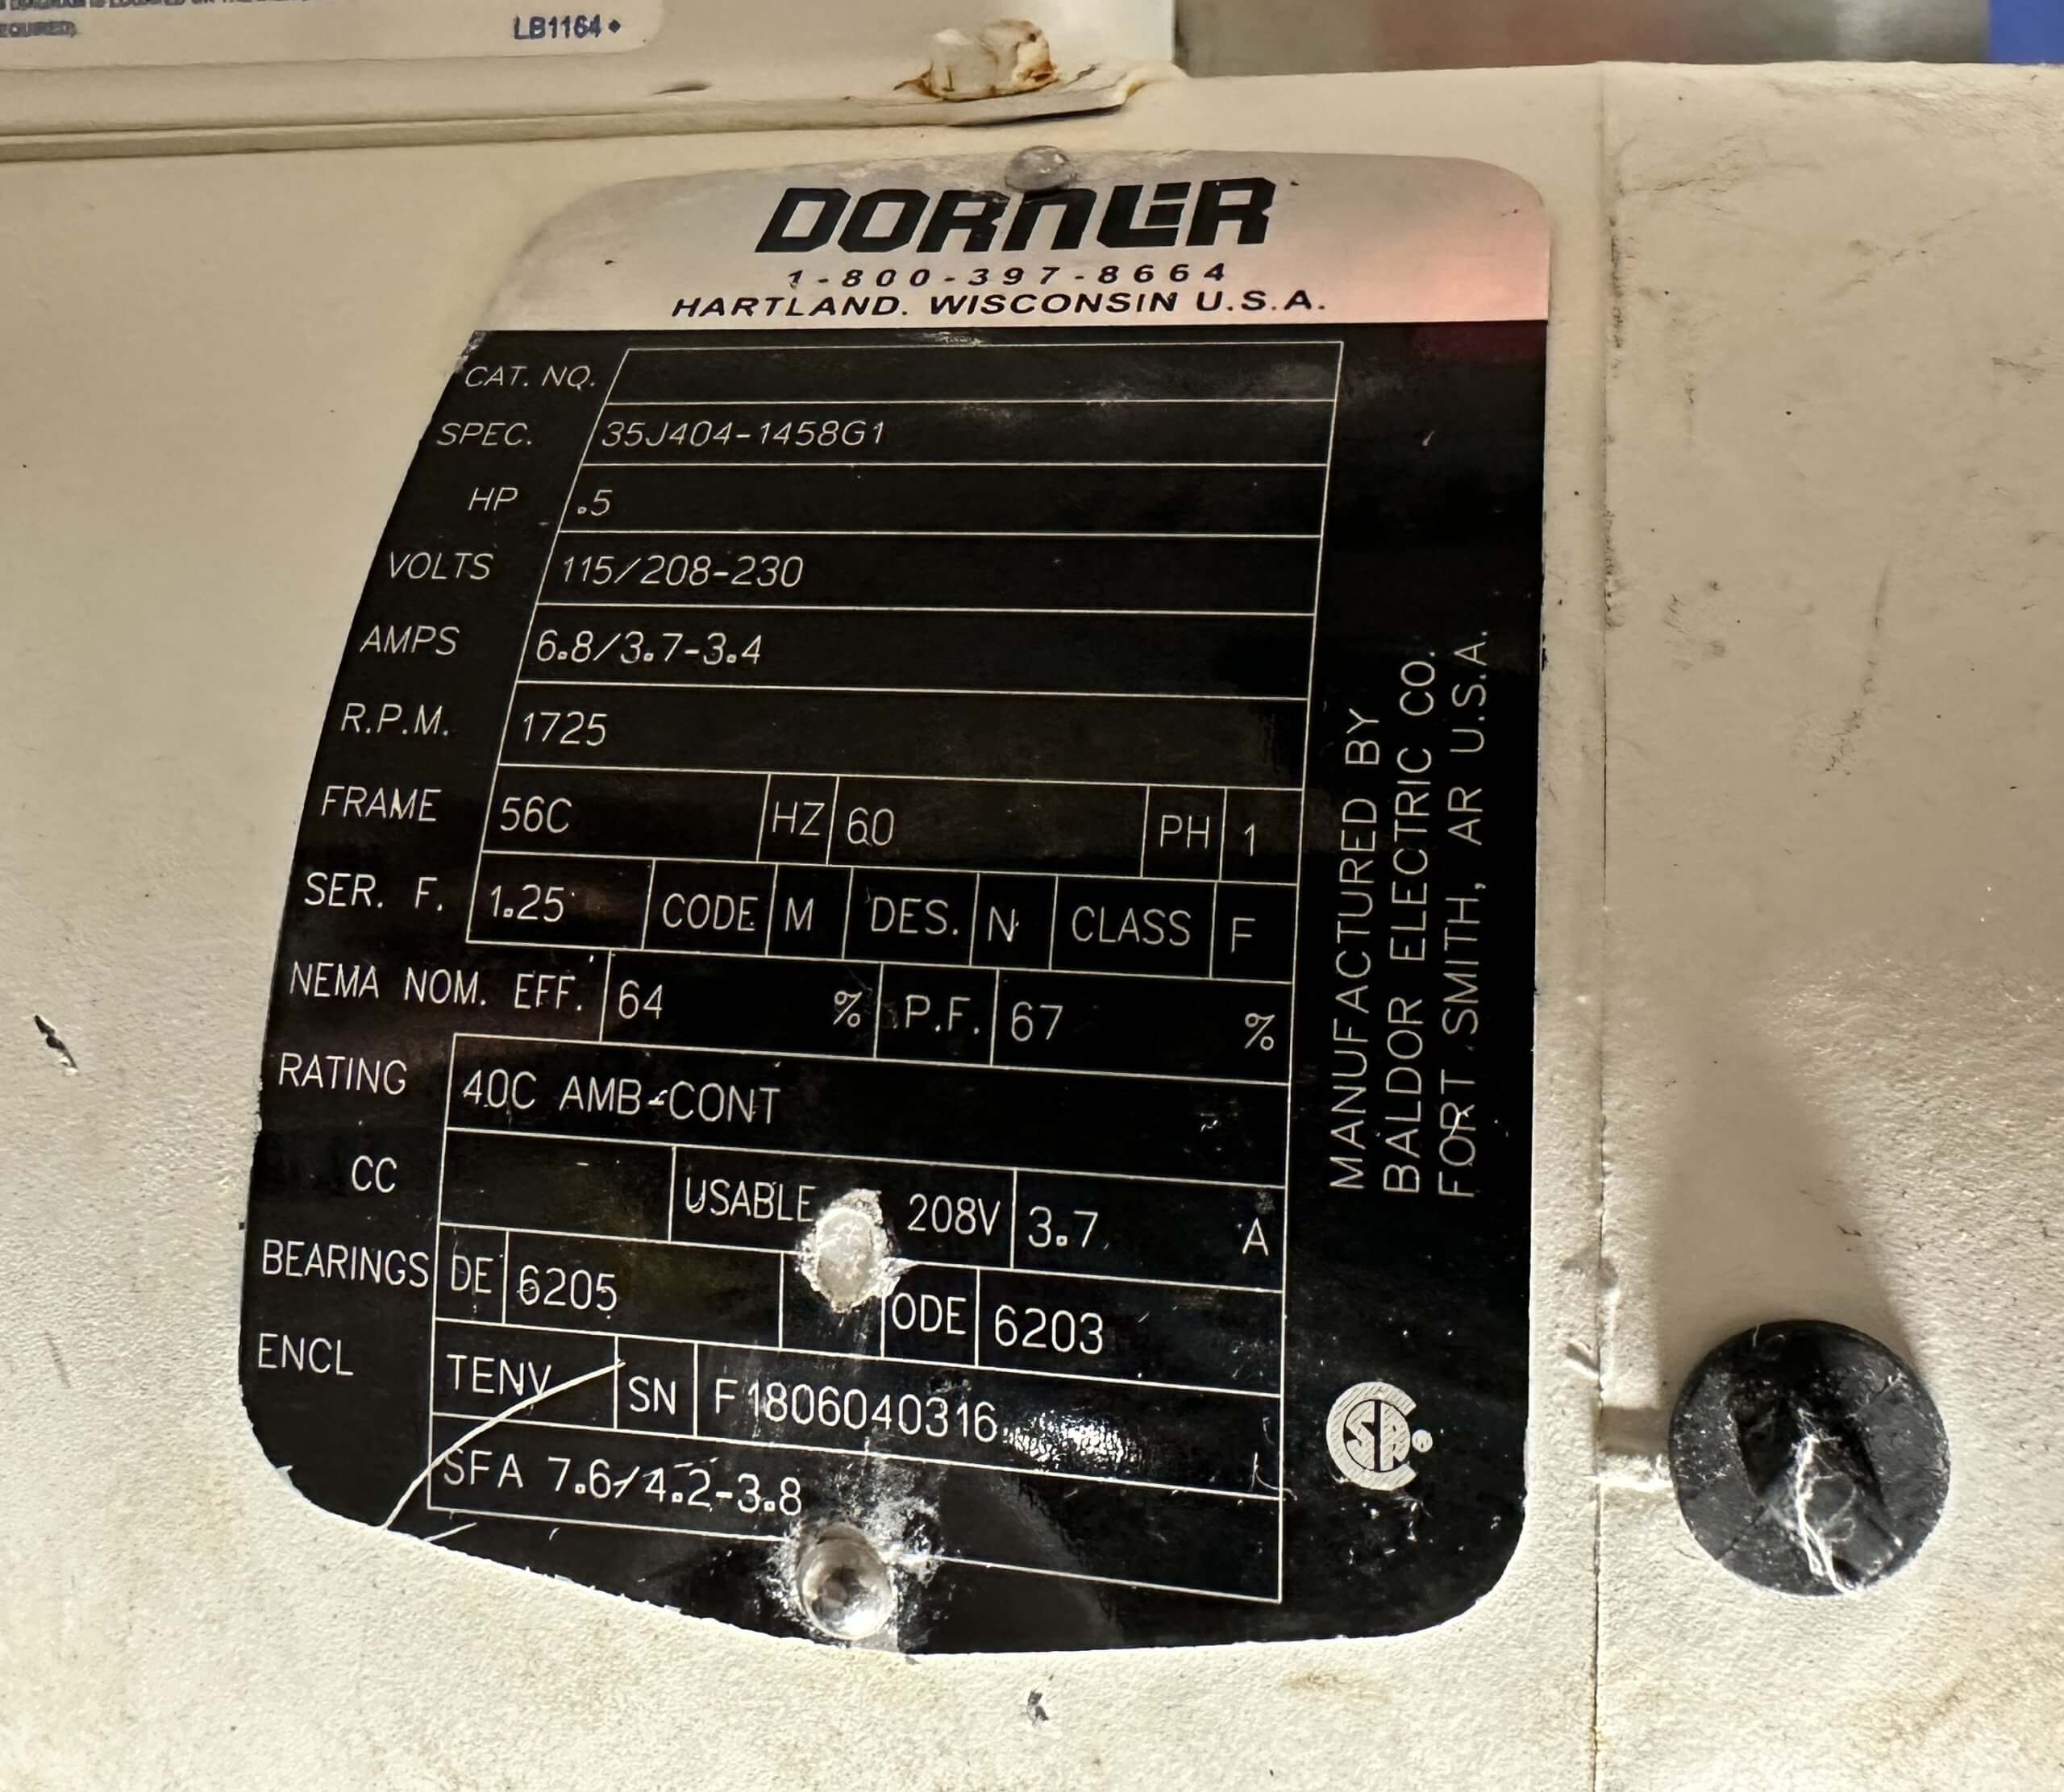 EQUIRED)
LB1164
DORNER
1-800-397-8664
HARTLAND. WISCONSIN U.S.A.
CAT. NO.
SPEC. 35J404-1458G1
HP .5
VOLTS 115/208-230
AMPS 6.8/3.7-3.4
R.P.M. 1725
FRAME 56C HZ 60 PH 1
SER. F. 1.25 CODE M DES. N CLASS F
NEMA NOM. EFF. 64 % P.F. 67 %
RATING 40C AMB-CONT
CC USABLE 208V 3.7 A
BEARINGS DE 6205 ODE 6203
ENCL TENV SN F1806040316
SFA 7.6/4.2-3.8
MANUFACTURED BY
BALDOR ELECTRIC CO.
FORT SMITH, AR U.S.A.
SA